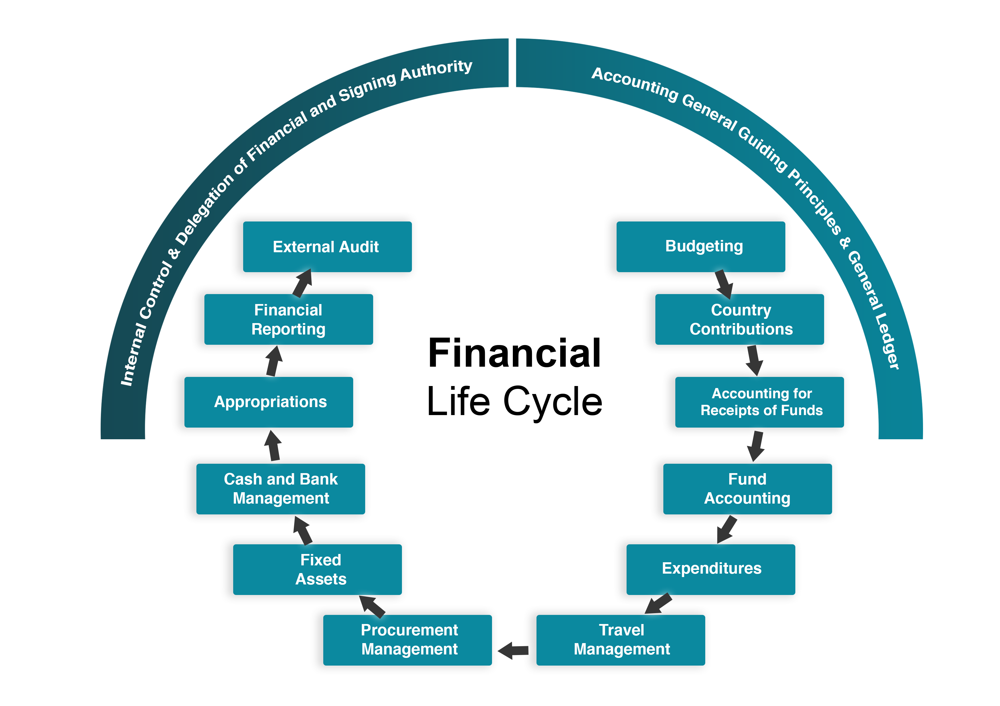 Internal Control & Delegation of Financial and Signing Authority
Accounting General Guiding Principles & General Ledger
Financial
Life Cycle
Budgeting
Country
Contributions
Accounting for
Receipts of Funds
Fund
Accounting
Expenditures
Travel
Management
Procurement
Management
Fixed
Assets
Cash and Bank
Management
Appropriations
Financial
Reporting
External Audit